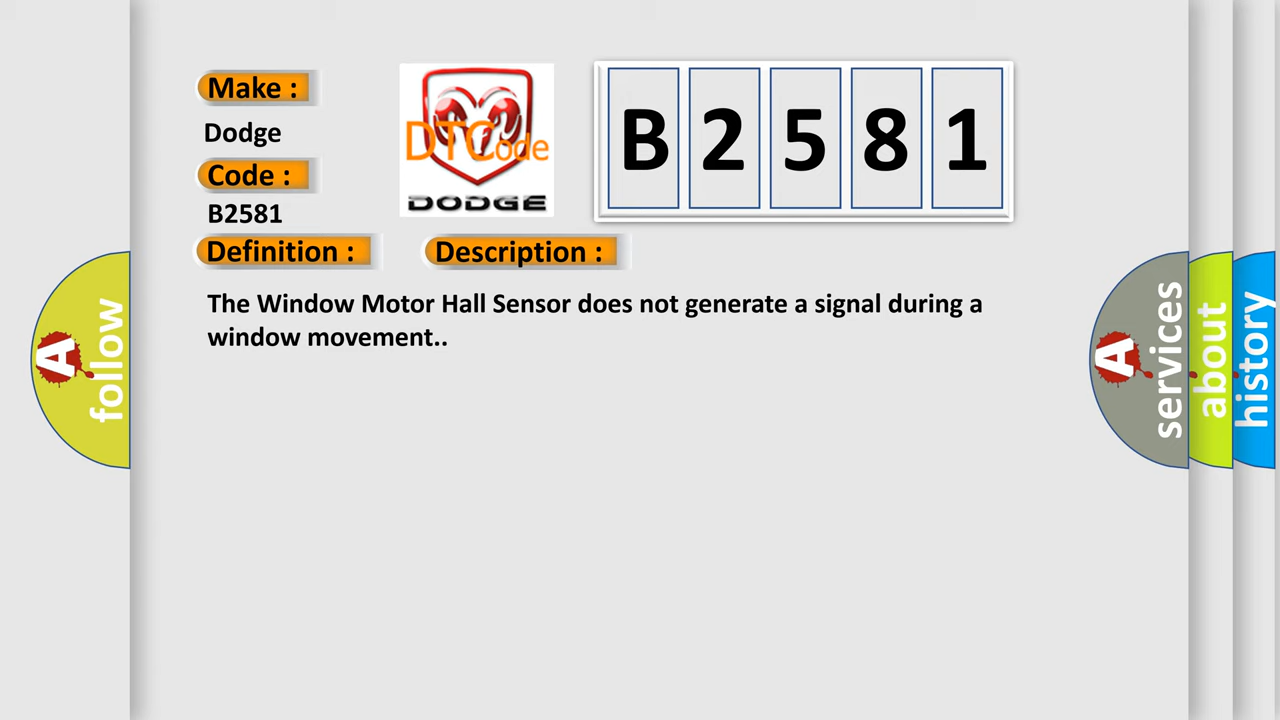 Make :
Dodge
Code :
B2581
Definition :
Description :
The Window Motor Hall Sensor does not generate a signal during a
window movement..
DTCode
DODGE
B 2 5 8 1
A follow
A services
about
history